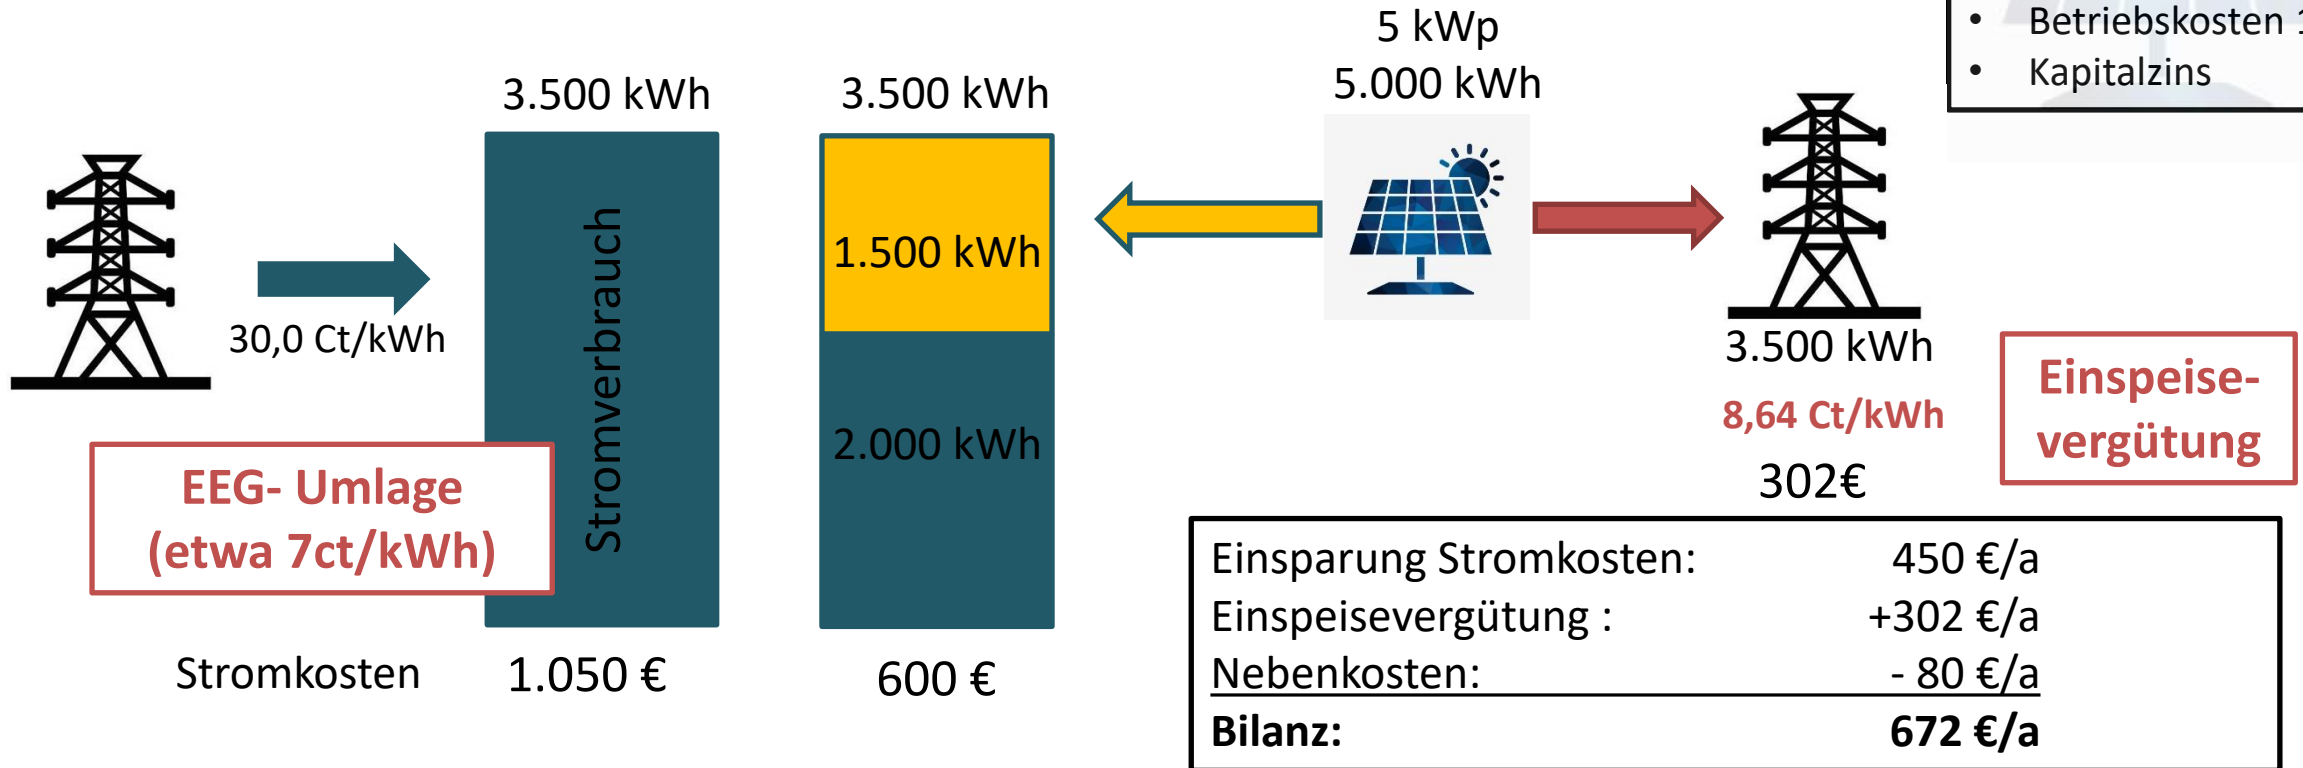 Betriebskosten
Kapitalzins
5 kWp
5.000 kWh
3.500 kWh
3.500 kWh
30,0 Ct/kWh
Stromverbrauch
1.500 kWh
2.000 kWh
EEG- Umlage
(etwa 7ct/kWh)
Stromkosten 1.050 € 600 €
3.500 kWh
8,64 Ct/kWh
302€
Einspeise-
vergütung
Einsparung Stromkosten: 450 €/a
Einspeisevergütung : +302 €/a
Nebenkosten: - 80 €/a
Bilanz: 672 €/a